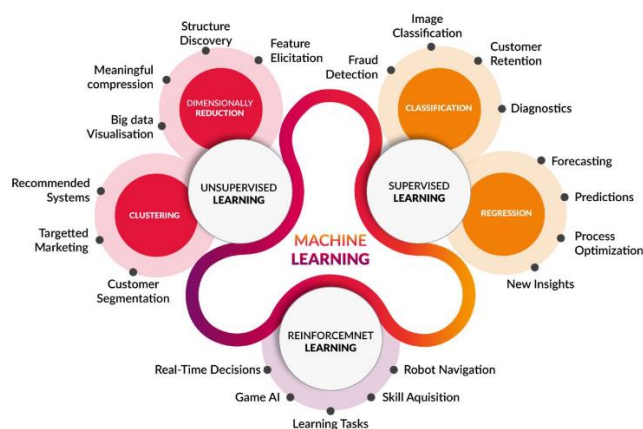 Structure
Discovery
Feature
Elicitation
Meaningful
compression
DIMENSIONALLY
REDUCTION
Big data
Visualisation
UNSUPERVISED
LEARNING
Recommended
Systems
CLUSTERING
Targetted
Marketing
Customer
Segmentation
MACHINE
LEARNING
Image
Classification
Customer
Retention
Fraud
Detection
CLASSIFICATION
Diagnostics
SUPERVISED
LEARNING
Forecasting
REGRESSION
Predictions
Process
Optimization
New Insights
REINFORCEMNET
LEARNING
Real-Time Decisions
Robot Navigation
Game AI
Skill Aquisition
Learning Tasks